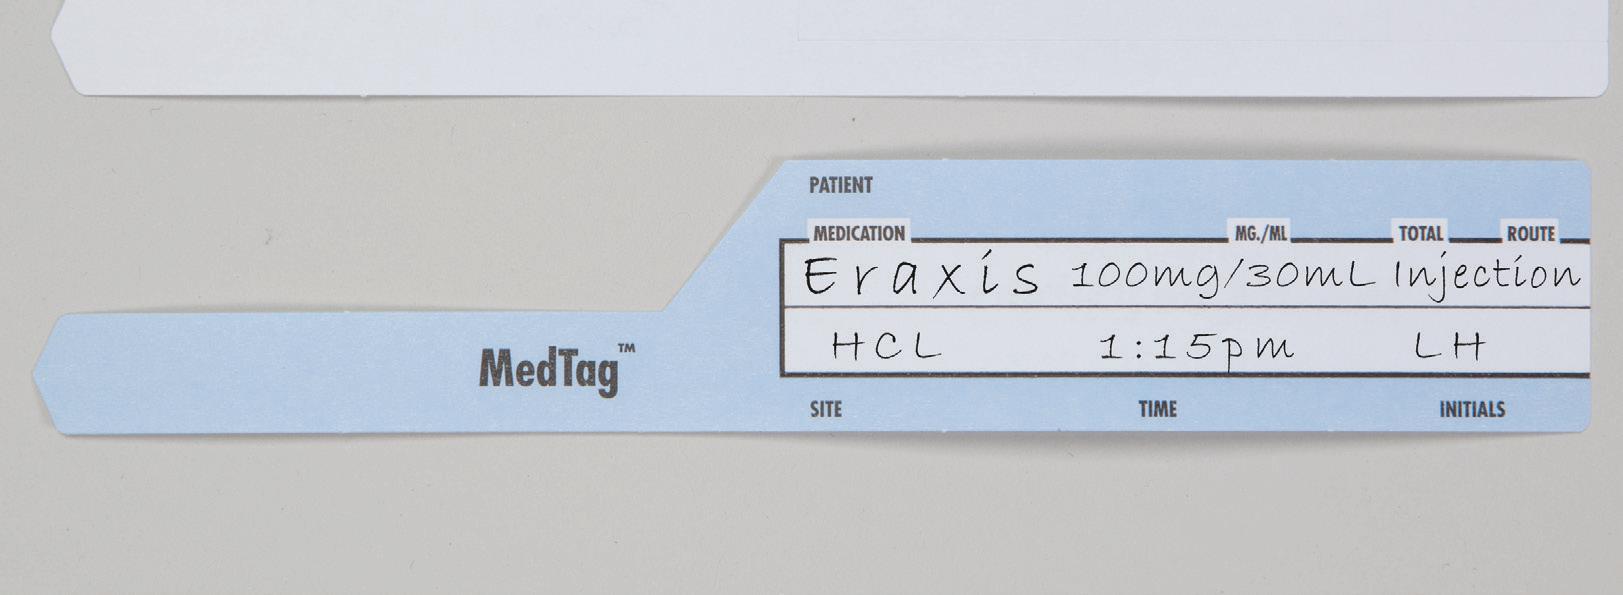 PATIENT
MEDICATION MG./ML TOTAL ROUTE
Eraxis 100mg/30mL Injection
HCL 1:15pm LH
MedTag™
SITE TIME INITIALS